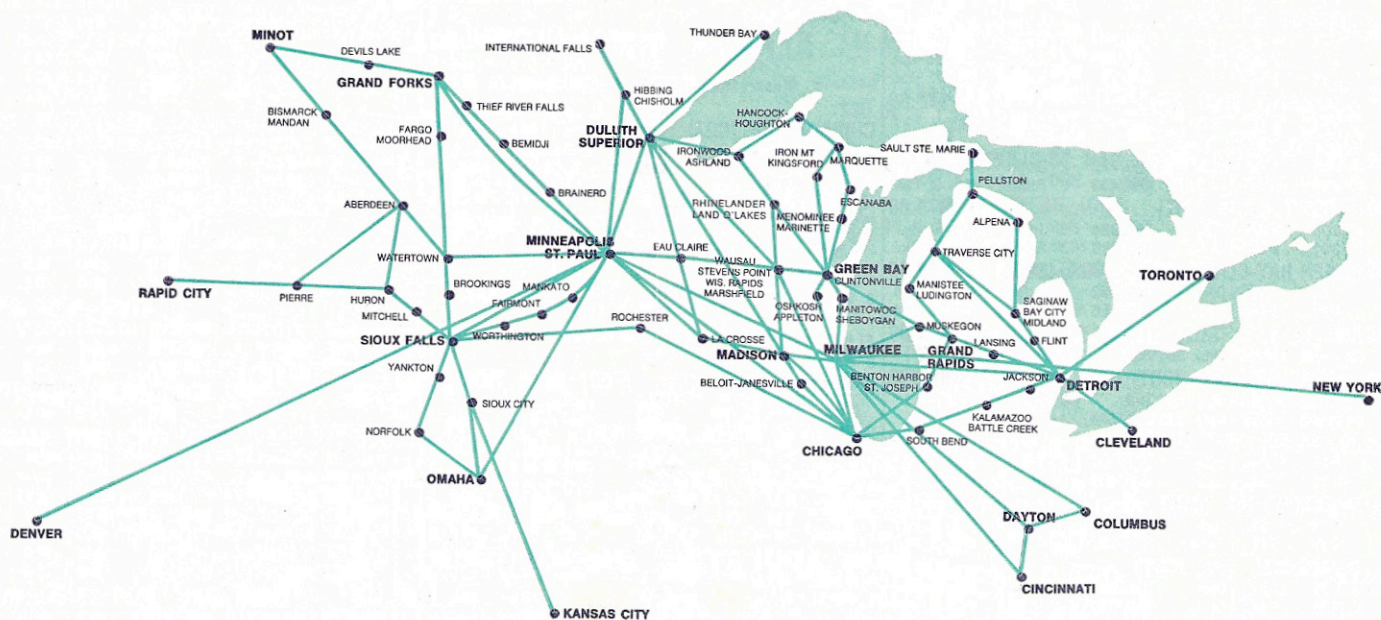 THUNDER BAY
MINOT
DEVILS LAKE
INTERNATIONAL FALLS
GRAND FORKS
HIBBING
CHISHOLM
BISMARCK
MANDAN
THIEF RIVER FALLS
HANCOCK-
HOUGHTON
FARGO
MOORHEAD
BEMIDJI
DULUTH
SUPERIOR
IRONWOOD
ASHLAND
IRON MT
KINGSFORD
MARQUETTE
SAULT STE. MARIE
PELLSTON
ABERDEEN
BRAINERD
RHINELANDER
LAND O'LAKES
ESCANABA
MENOMINEE
MARINETTE
ALPENA
MINNEAPOLIS
ST. PAUL
EAU CLAIRE
WATERTOWN
WAUSAU
STEVENS POINT
WIS. RAPIDS
MARSHFIELD
GREEN BAY
CLINTONVILLE
TRAVERSE CITY
TORONTO
RAPID CITY
PIERRE
HURON
MITCHELL
BROOKINGS
MANKATO
FAIRMONT
OSHKOSH
APPLETON
MANITOWOC
SHEBOYGAN
MANISTEE
LUDINGTON
SAGINAW
BAY CITY
MIDLAND
ROCHESTER
WORTHINGTON
SIOUX FALLS
LA CROSSE
MUSKEGON
MADISON
MILWAUKEE
GRAND
RAPIDS
LANSING
FLINT
YANKTON
BELOIT-JANESVILLE
BENTON HARBOR
ST. JOSEPH
JACKSON
DETROIT
NEW YORK
SIOUX CITY
KALAMAZOO
BATTLE CREEK
NORFOLK
CHICAGO
SOUTH BEND
CLEVELAND
OMAHA
DENVER
DAYTON
COLUMBUS
CINCINNATI
KANSAS CITY